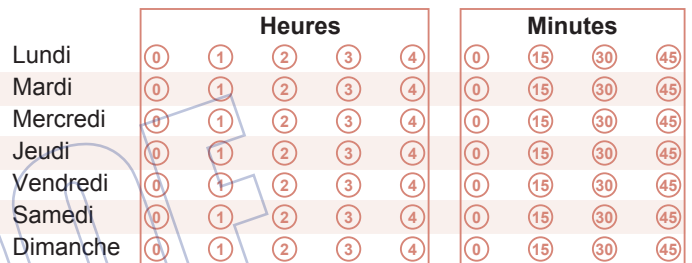 Heures Minutes
Lundi 0 1 2 3 4 0 15 30 45
Mardi 0 1 2 3 4 0 15 30 45
Mercredi 0 1 2 3 4 0 15 30 45
Jeudi 0 1 2 3 4 0 15 30 45
Vendredi 0 1 2 3 4 0 15 30 45
Samedi 0 1 2 3 4 0 15 30 45
Dimanche 0 1 2 3 4 0 15 30 45